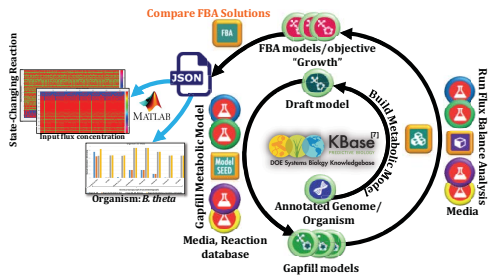 Compare FBA Solutions
FBA
FBA models/objective
"Growth"
JSON
MATLAB
State-Changing Reaction
Input flux concentration
Organism: B. theta
Gapfill Metabolic Model
Model
SEED
Media, Reaction
database
Draft model
Build Metabolic Model
KBase
[7]
PREDICTIVE BIOLOGY
DOE Systems Biology Knowledgebase
Annotated Genome/
Organism
Gapfill models
Run Flux Balance Analysis
Media